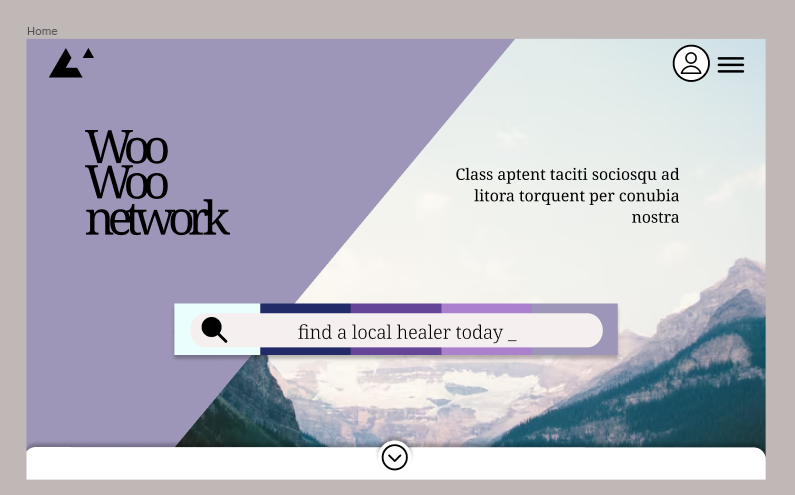 Home
Woo
Woo
network
Class aptent taciti sociosqu ad
litora torquent per conubia
nostra
find a local healer today _